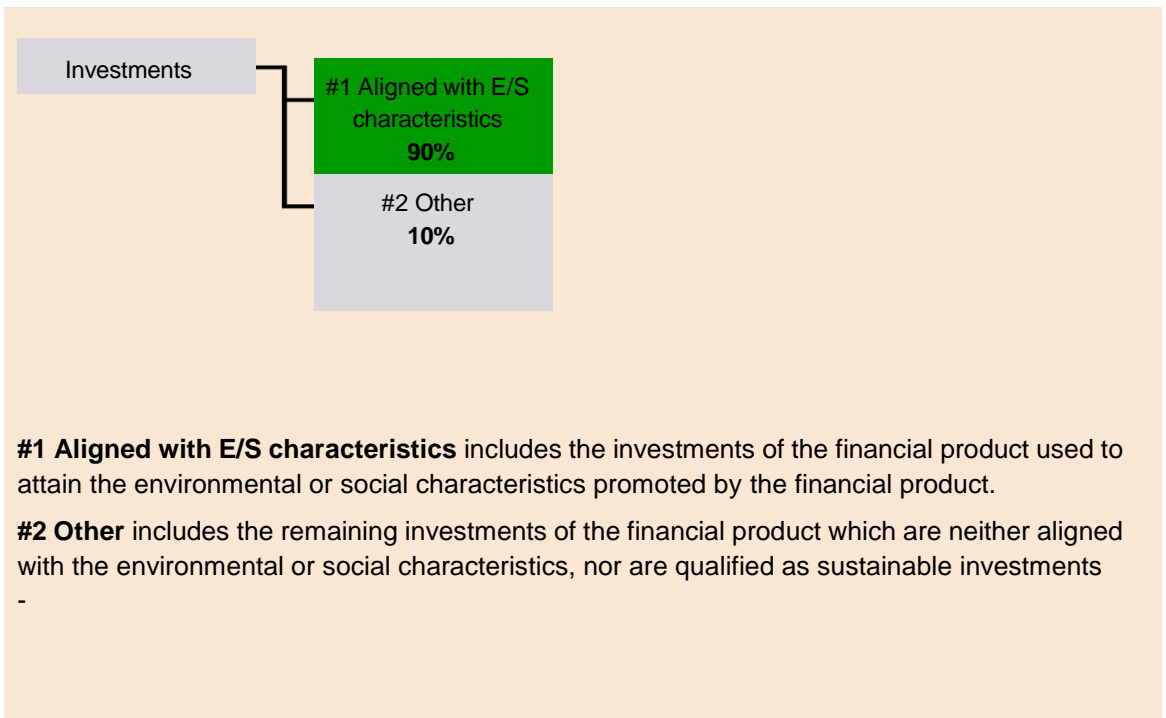 Investments
#1 Aligned with E/S
characteristics
90%
#2 Other
10%
#1 Aligned with E/S characteristics includes the investments of the financial product used to
attain the environmental or social characteristics promoted by the financial product.
#2 Other includes the remaining investments of the financial product which are neither aligned
with the environmental or social characteristics, nor are qualified as sustainable investments
-